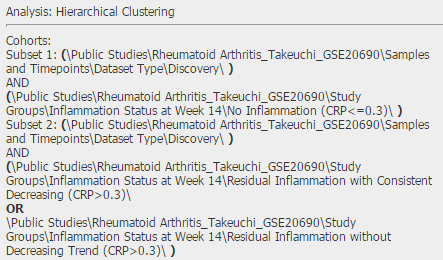 Analysis: Hierarchical Clustering
Cohorts:
Subset 1: (\Public Studies\Rheumatoid Arthritis_Takeuchi_GSE20690\Samples
and Timepoints\Dataset Type\Discovery\ )
AND
(\Public Studies\Rheumatoid Arthritis_Takeuchi_GSE20690\Study
Groups\Inflammation Status at Week 14\No Inflammation (CRP<=0.3)\ )
Subset 2: (\Public Studies\Rheumatoid Arthritis_Takeuchi_GSE20690\Samples
and Timepoints\Dataset Type\Discovery\ )
AND
(\Public Studies\Rheumatoid Arthritis_Takeuchi_GSE20690\Study
Groups\Inflammation Status at Week 14\Residual Inflammation with Consistent
Decreasing (CRP>0.3)\
OR
\Public Studies\Rheumatoid Arthritis_Takeuchi_GSE20690\Study
Groups\Inflammation Status at Week 14\Residual Inflammation without
Decreasing Trend (CRP>0.3)\ )